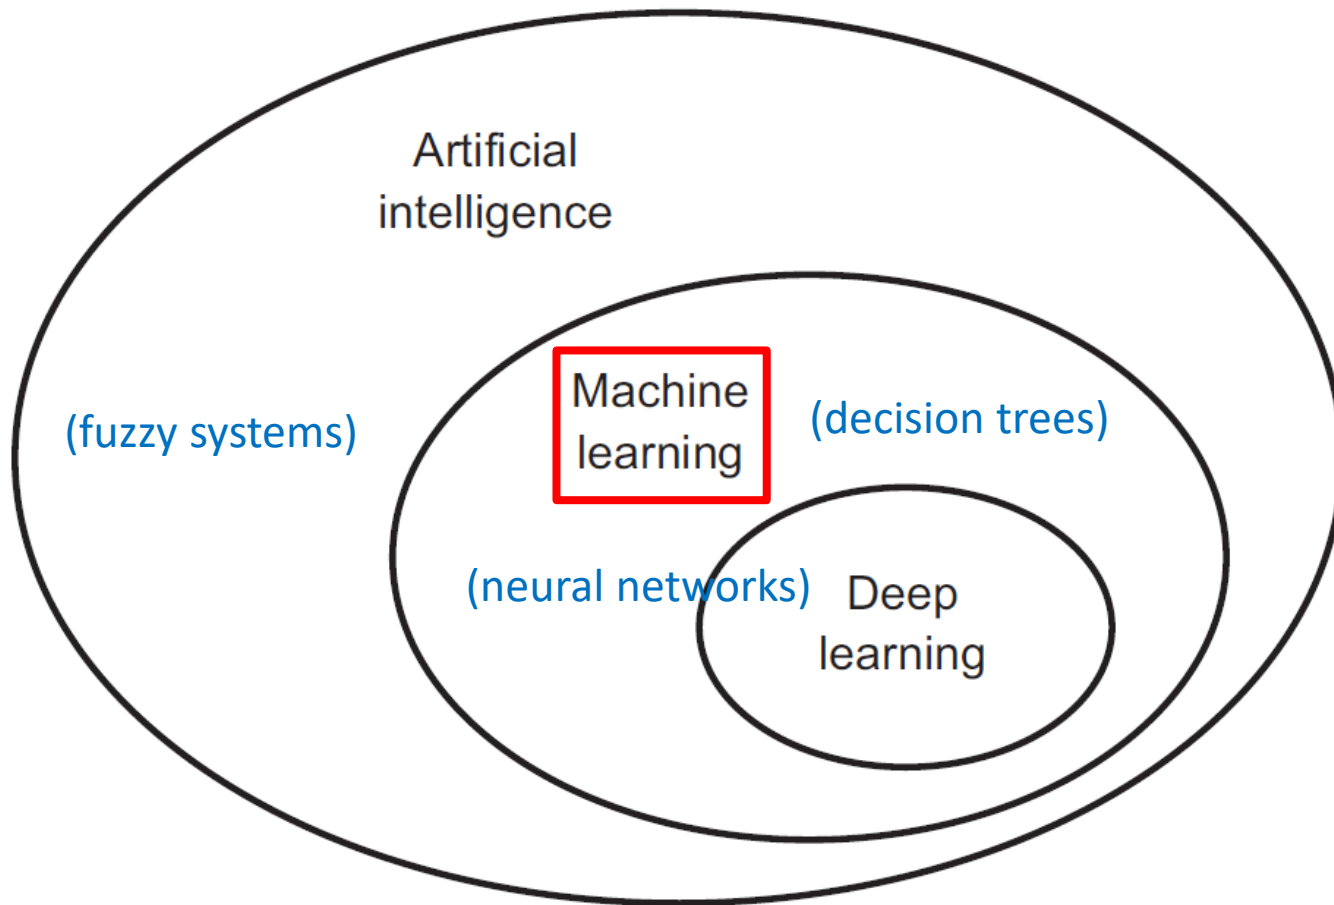 Artificial
intelligence
Machine
learning
(decision trees)
(fuzzy systems)
(neural networks)
Deep
learning